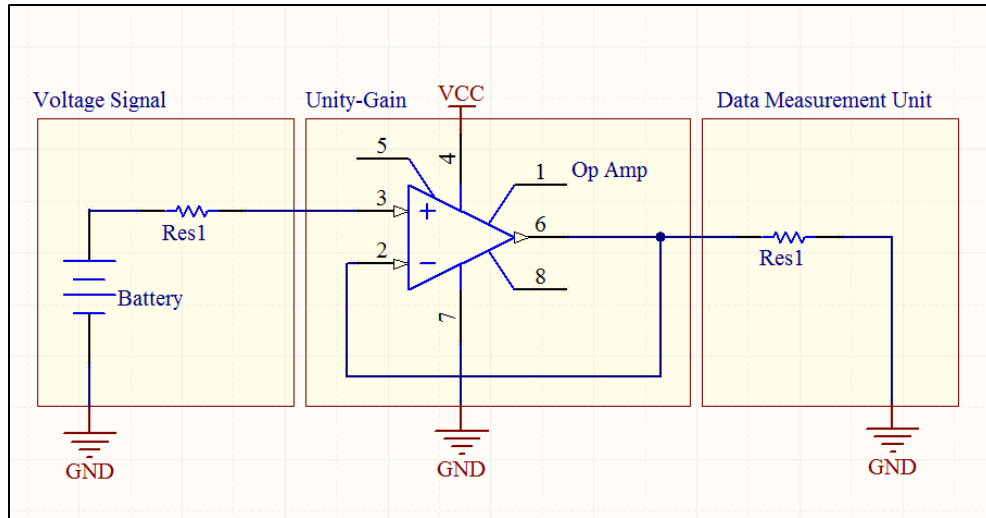 Voltage Signal
Unity-Gain
VCC
Data Measurement Unit
5
4
1
Op Amp
3
+
Res1
6
2
-
Res1
8
Battery
7
GND
GND
GND